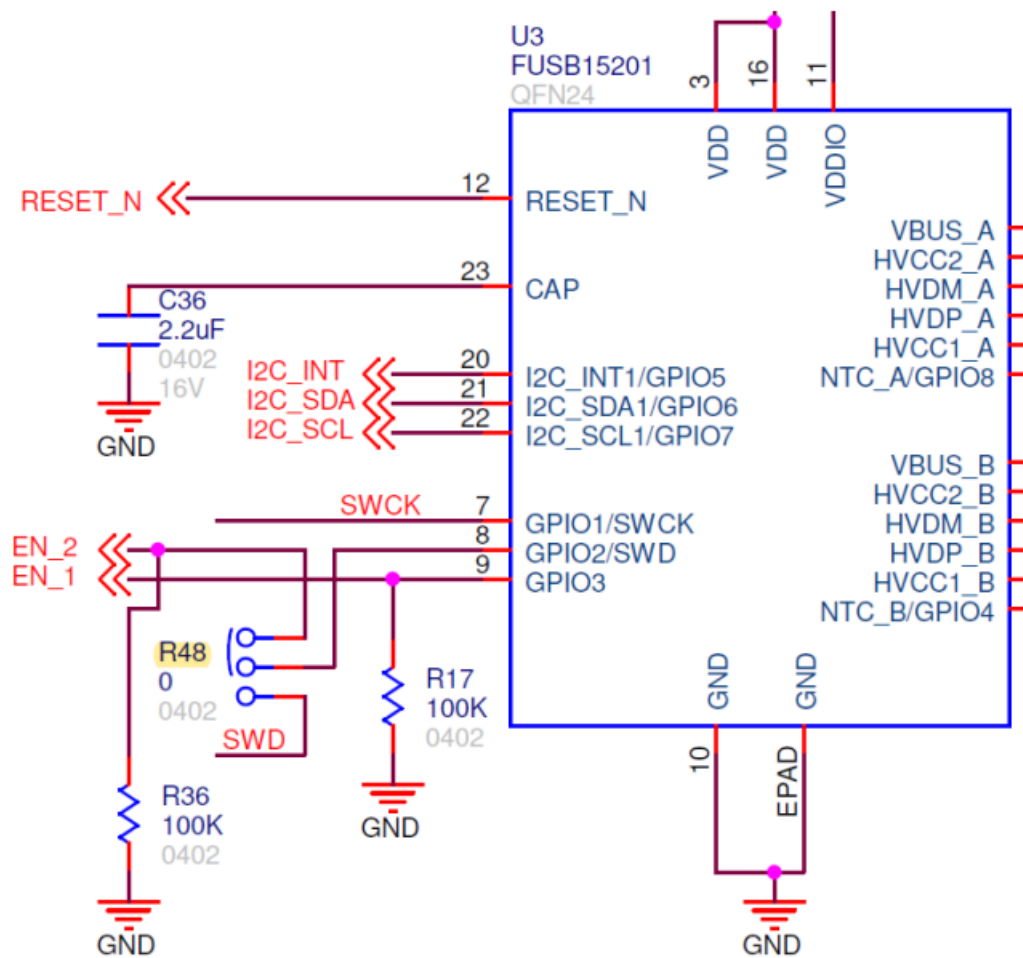 U3
FUSB15201
QFN24
3
16
11
VDD
VDD
VDDIO
RESET_N
12
RESET_N
23
CAP
C36
2.2uF
0402
16V
GND
I2C_INT
20
I2C_INT1/GPIO5
I2C_SDA
21
I2C_SDA1/GPIO6
I2C_SCL
22
I2C_SCL1/GPIO7
SWCK
7
GPIO1/SWCK
EN_2
8
GPIO2/SWD
EN_1
9
GPIO3
VBUS_A
HVCC2_A
HVDM_A
HVDP_A
HVCC1_A
NTC_A/GPIO8
VBUS_B
HVCC2_B
HVDM_B
HVDP_B
HVCC1_B
NTC_B/GPIO4
R48
0
0402
SWD
R17
100K
0402
GND
R36
100K
0402
GND
GND
GND
10
EPAD
GND